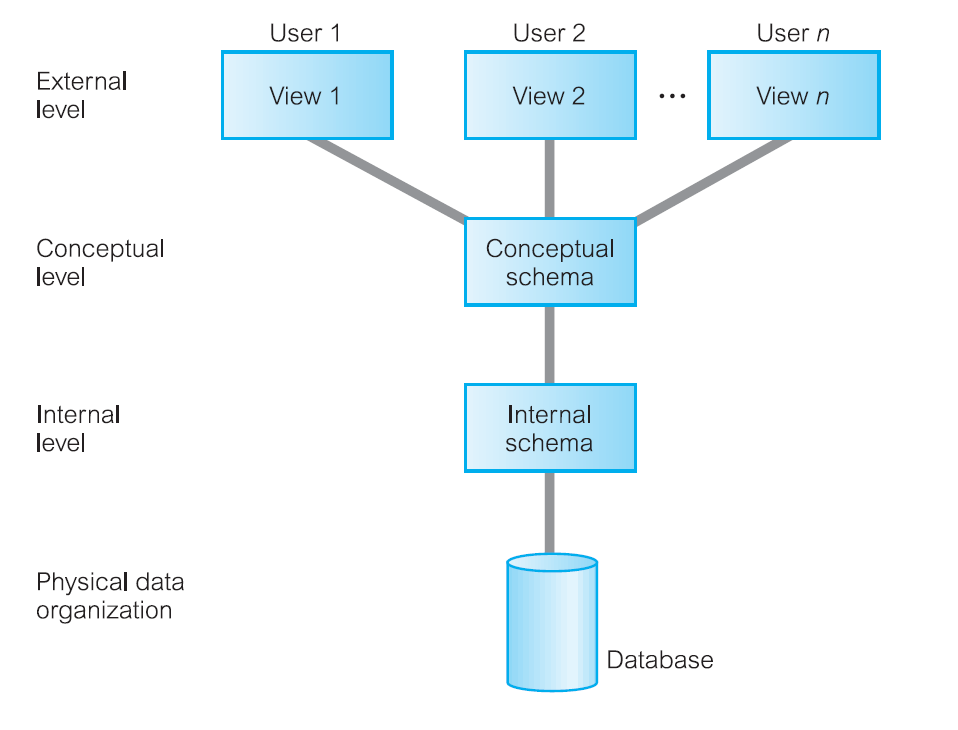 User 1
User 2
User n
External
level
View 1
View 2
...
View n
Conceptual
level
Conceptual
schema
Internal
level
Internal
schema
Physical data
organization
Database